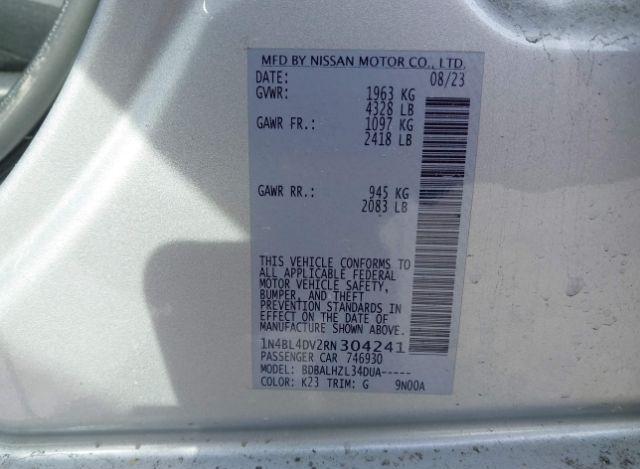 MFD BY NISSAN MOTOR CO., LTD.
DATE: 08/23
GVWR: 1963 KG
4328 LB
GAWR FR.: 1097 KG
2418 LB
GAWR RR.: 945 KG
2083 LB
THIS VEHICLE CONFORMS TO
ALL APPLICABLE FEDERAL
MOTOR VEHICLE SAFETY,
BUMPER, AND THEFT
PREVENTION STANDARDS IN
EFFECT ON THE DATE OF
MANUFACTURE SHOWN ABOVE.
1N4BL4DV2RN304241
PASSENGER CAR 746930
MODEL: BDBALHZL34DUA-----
COLOR: K23 TRIM: G 9N00A